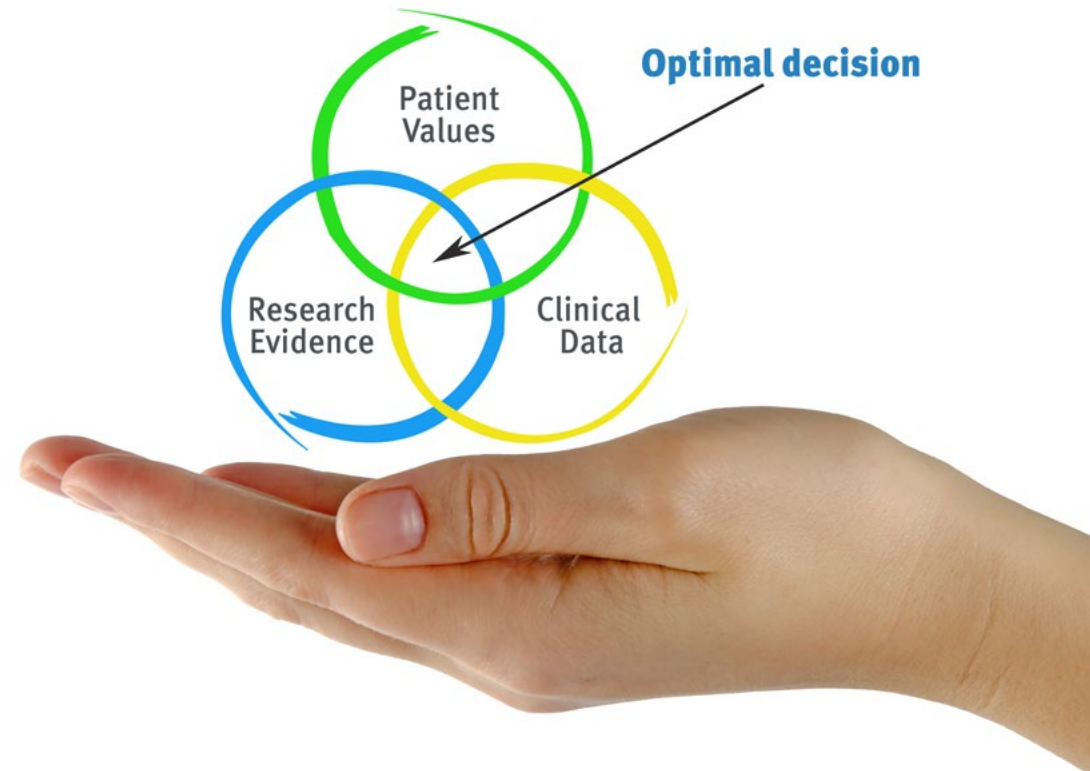 Optimal decision
Patient
Values
Research
Evidence
Clinical
Data